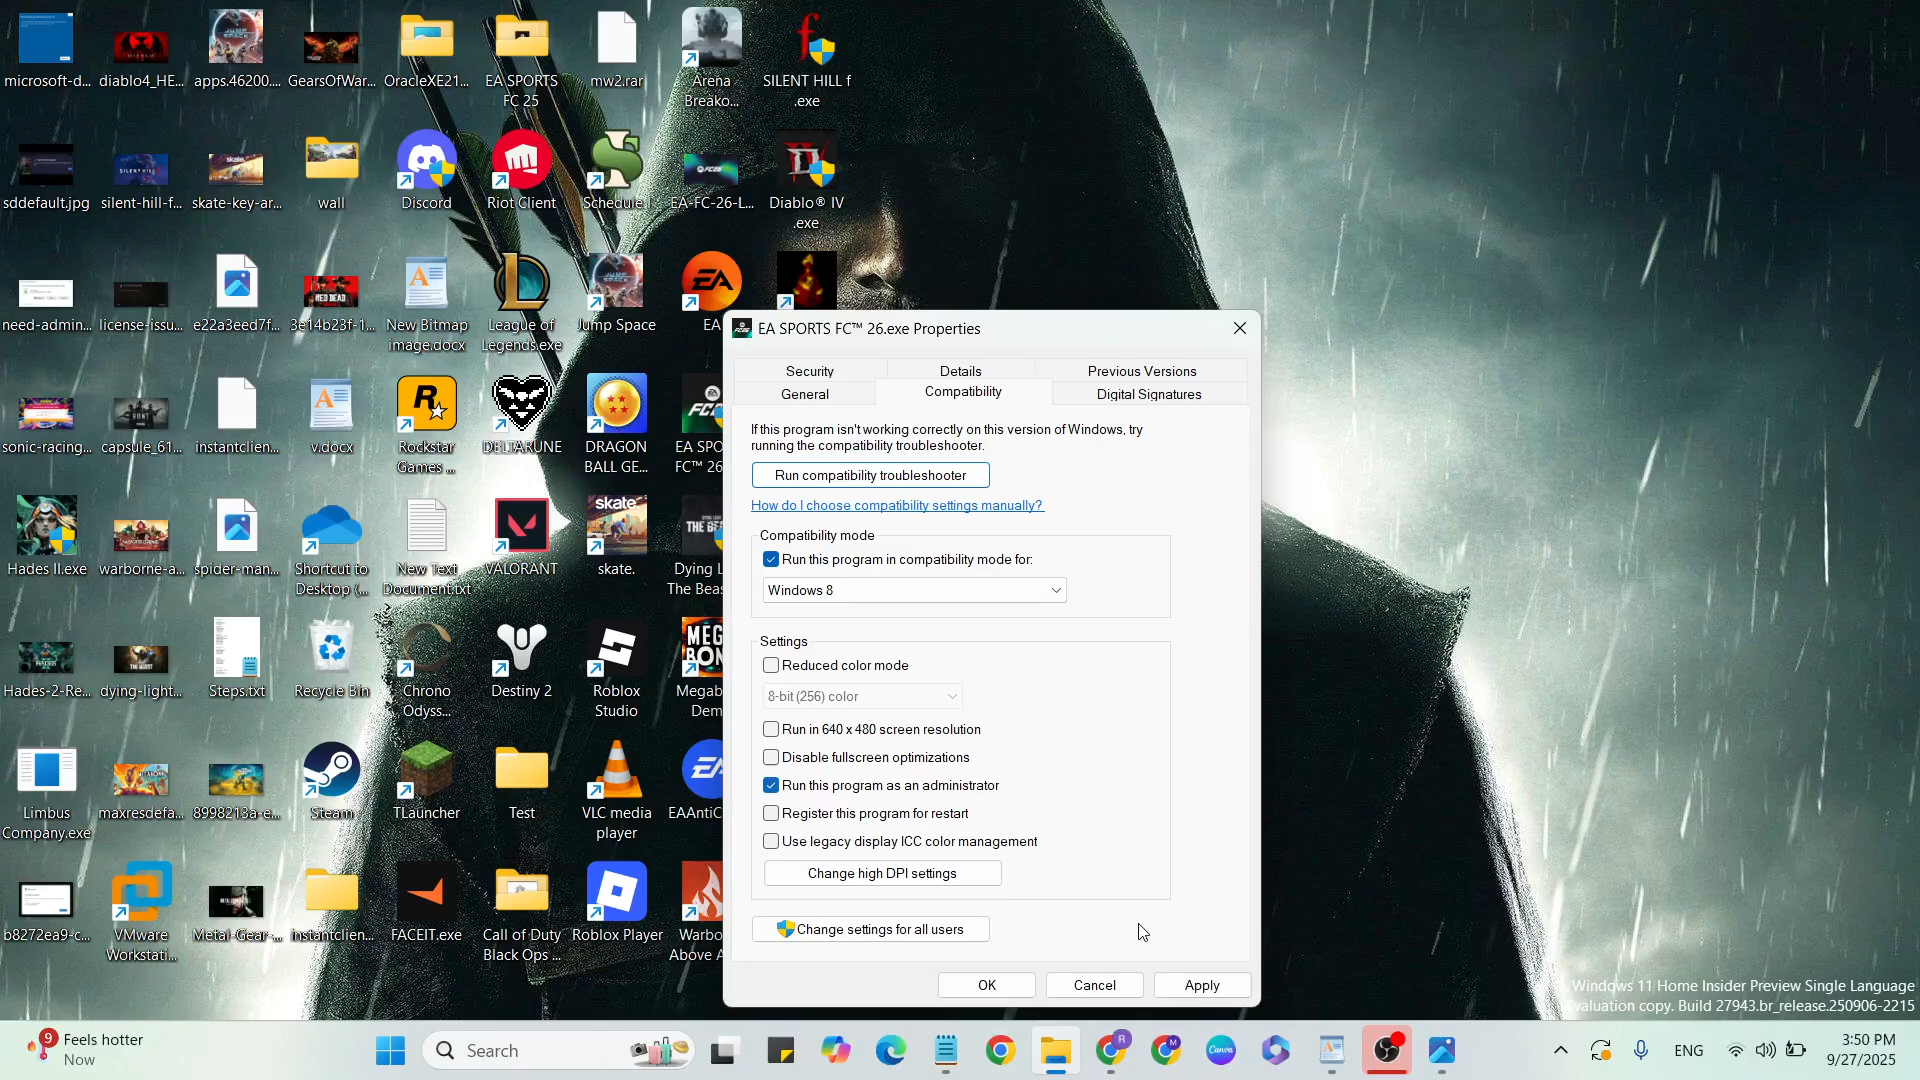 microsoft-d...
diablo4_HE...
apps.46200....
GearsOfWar...
OracleXE21...
EA SPORTS
FC 25
mw2.rar
Arena
Breako...
SILENT HILL f
.exe
sddefault.jpg
silent-hill-f...
skate-key-ar...
wall
Discord
Riot Client
Schedule I
EA-FC-26-L...
Diablo® IV
.exe
need-admin...
license-issu...
e22a3eed7f...
3e14b23f-1...
New Bitmap
image.docx
League of
Legends.exe
Jump Space
EA
sonic-racing...
capsule_61...
instantclien...
v.docx
Rockstar
Games ...
DELTARUNE
DRAGON
BALL GE...
EA SPO
FC™ 26
Hades II.exe
warborne-a...
spider-man...
Shortcut to
Desktop (...
New Text
Document.txt
VALORANT
skate.
Dying L
The Beas
Hades-2-Re...
dying-light...
Steps.txt
Recycle Bin
Chrono
Odyss...
Destiny 2
Roblox
Studio
Megab
Dem
Limbus
Company.exe
maxresdefa...
8998213a-e...
Steam
TLauncher
Test
VLC media
player
EAAntiC
b8272ea9-c...
VMware
Workstati...
Metal-Gear-...
instantclien...
FACEIT.exe
Call of Duty
Black Ops ...
Roblox Player
Warbo
Above A
EA SPORTS FC™ 26.exe Properties
Security
Details
Previous Versions
General
Compatibility
Digital Signatures
If this program isn't working correctly on this version of Windows, try
running the compatibility troubleshooter.
Run compatibility troubleshooter
How do I choose compatibility settings manually?
Compatibility mode
Run this program in compatibility mode for:
Windows 8
Settings
Reduced color mode
8-bit (256) color
Run in 640 x 480 screen resolution
Disable fullscreen optimizations
Run this program as an administrator
Register this program for restart
Use legacy display ICC color management
Change high DPI settings
Change settings for all users
OK
Cancel
Apply
Windows 11 Home Insider Preview Single Language
Evaluation copy. Build 27943.br_release.250906-2215
9
Feels hotter
Now
Search
ENG
3:50 PM
9/27/2025